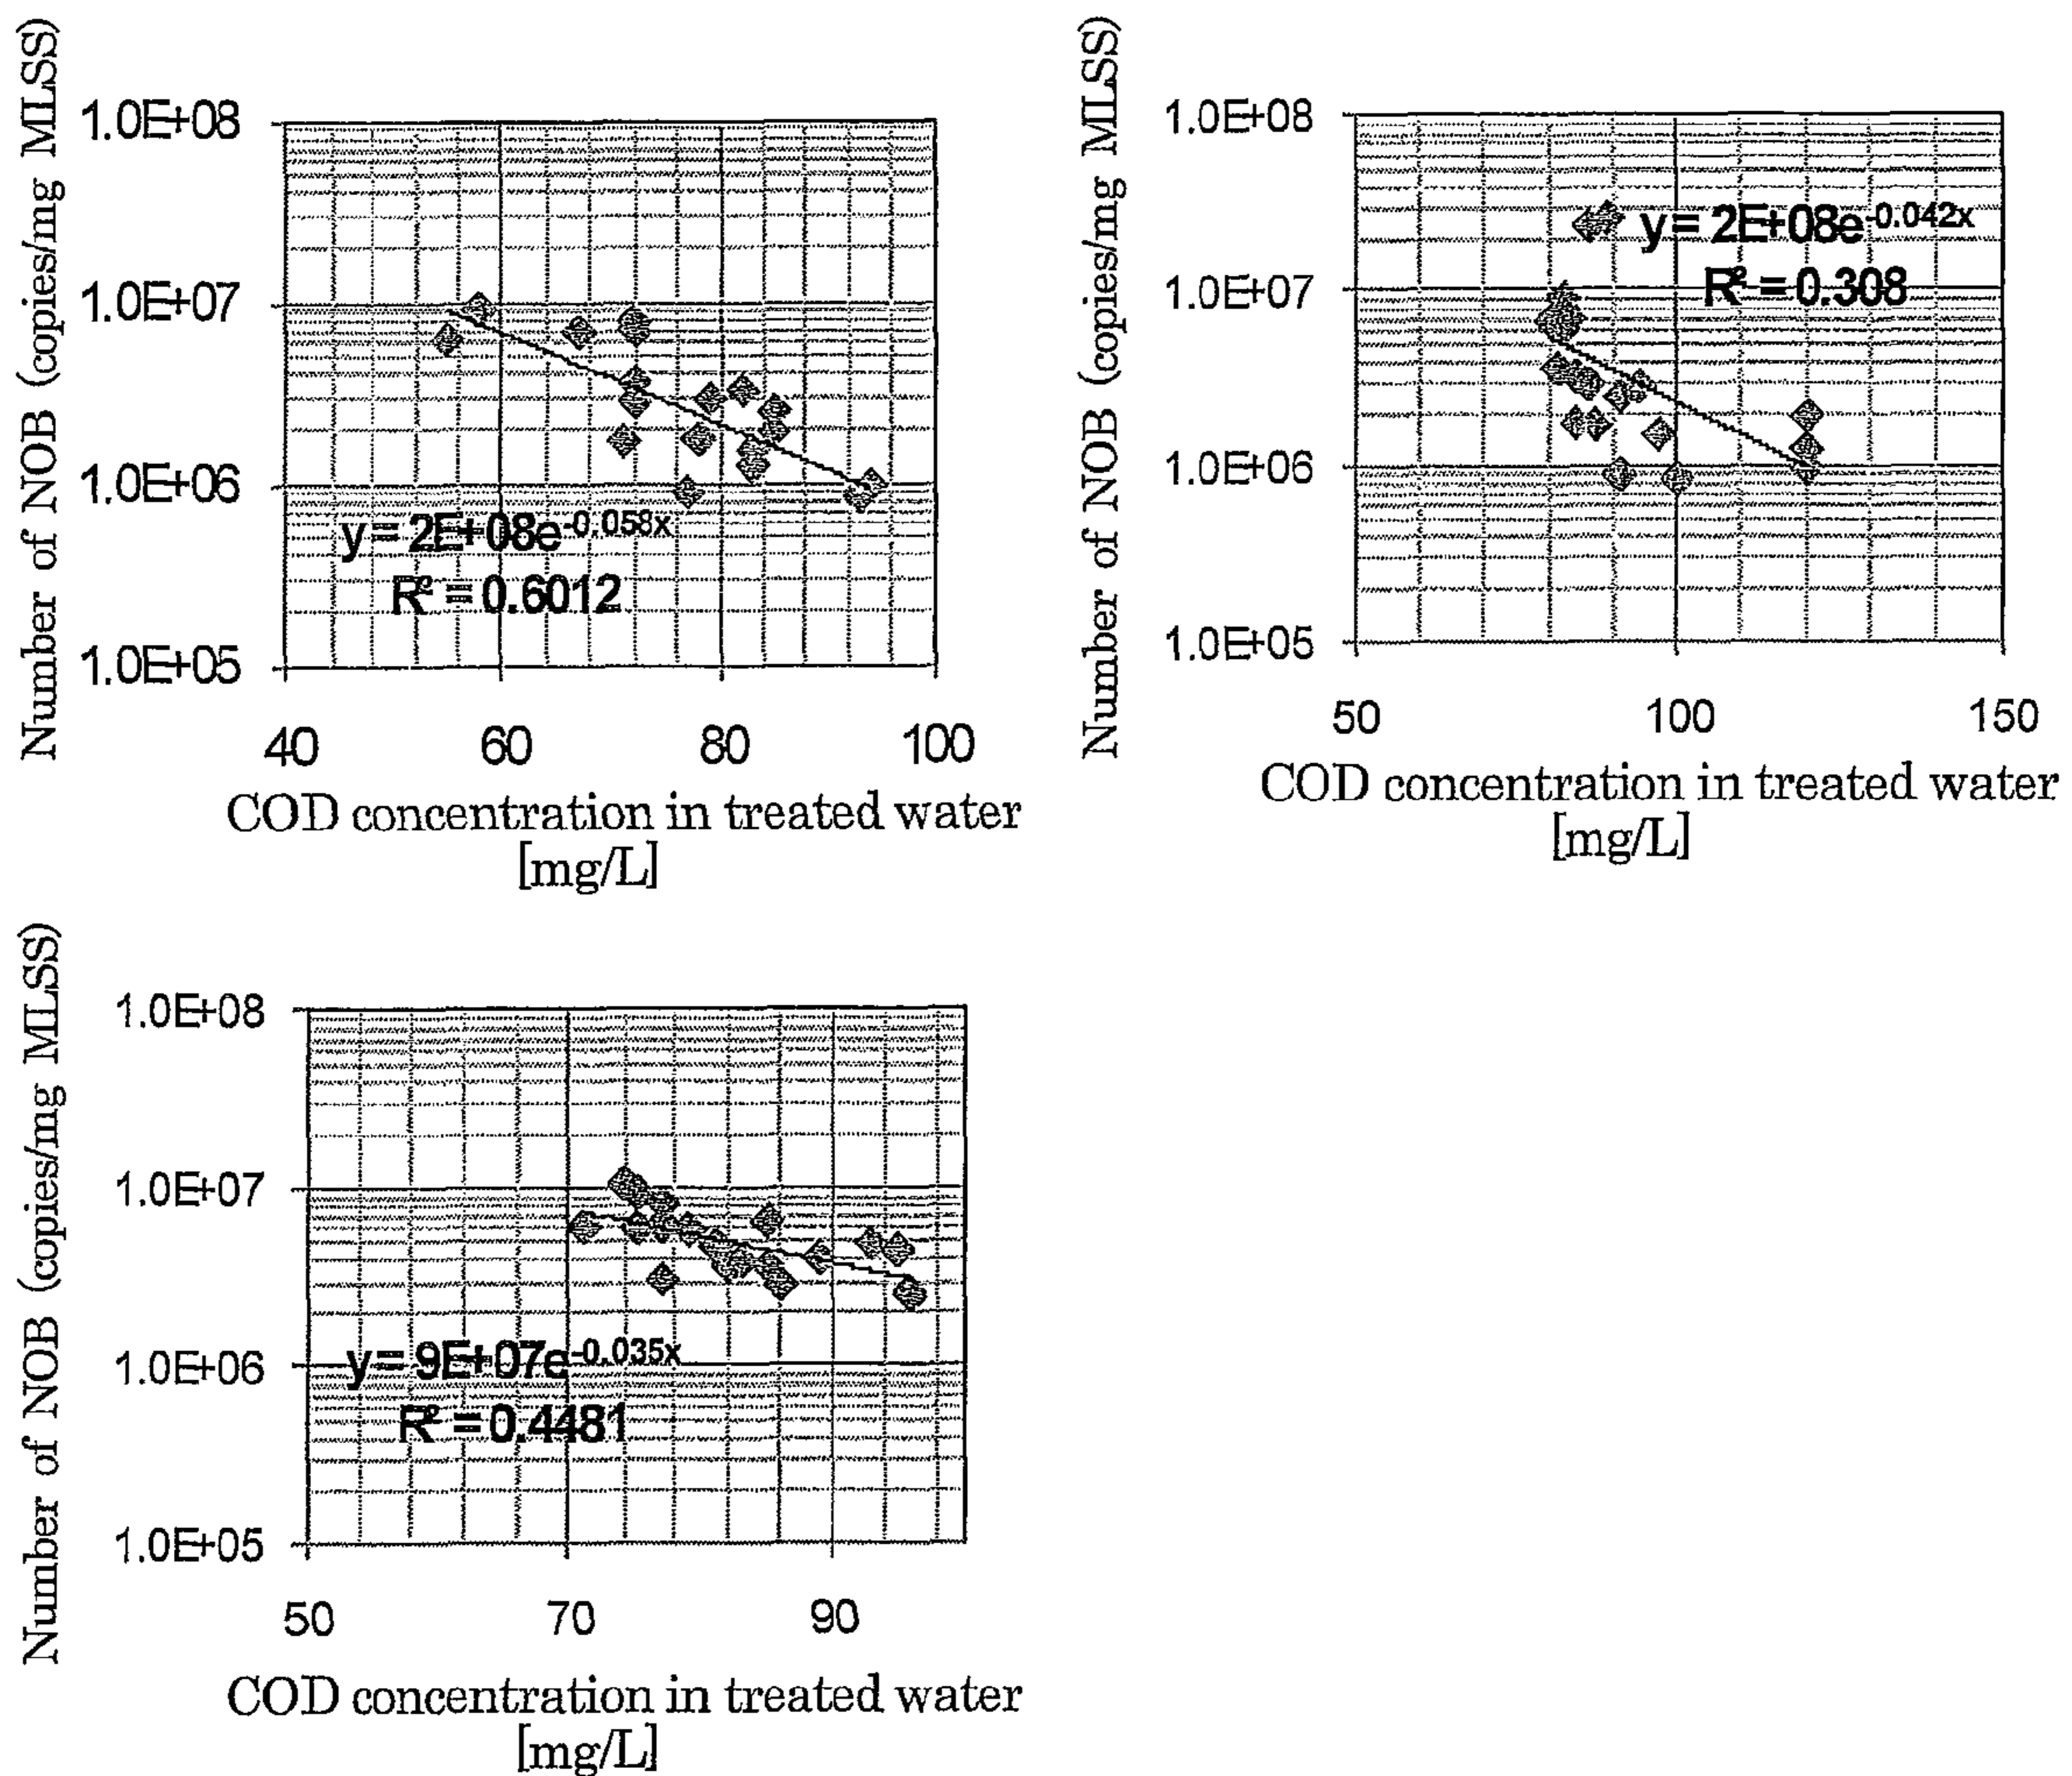 Number of NOB (copies/mg MLSS)
1.0E+08
1.0E+07
1.0E+06
1.0E+05
y = 2E+08e-0.058x
R² = 0.6012
40 60 80 100
COD concentration in treated water
[mg/L]
Number of NOB (copies/mg MLSS)
1.0E+08
1.0E+07
1.0E+06
1.0E+05
y = 2E+08e-0.042x
R² = 0.308
50 100 150
COD concentration in treated water
[mg/L]
Number of NOB (copies/mg MLSS)
1.0E+08
1.0E+07
1.0E+06
1.0E+05
y = 9E+07e-0.035x
R² = 0.4481
50 70 90
COD concentration in treated water
[mg/L]